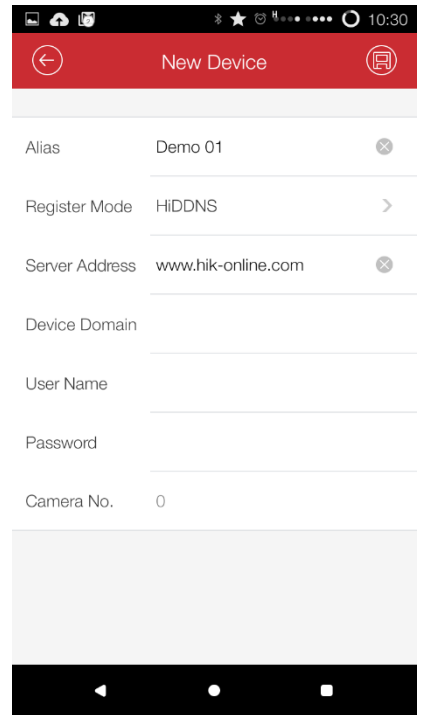 10:30
New Device
Alias Demo 01
Register Mode HiDDNS
Server Address www.hik-online.com
Device Domain
User Name
Password
Camera No. 0